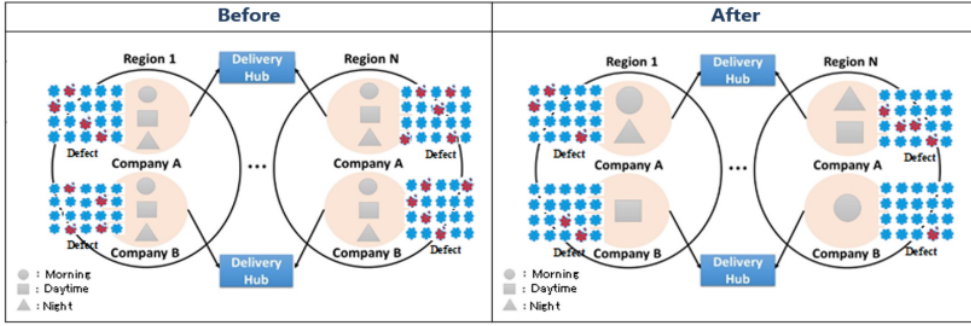 Before
After
Region 1
Delivery
Hub
Region N
Defect
Company A
...
Company A
Defect
Defect
Company B
Delivery
Hub
Company B
Defect
: Morning
: Daytime
: Night
Region 1
Delivery
Hub
Region N
Defect
Company A
...
Company A
Defect
Defect
Company B
Delivery
Hub
Company B
Defect
: Morning
: Daytime
: Night